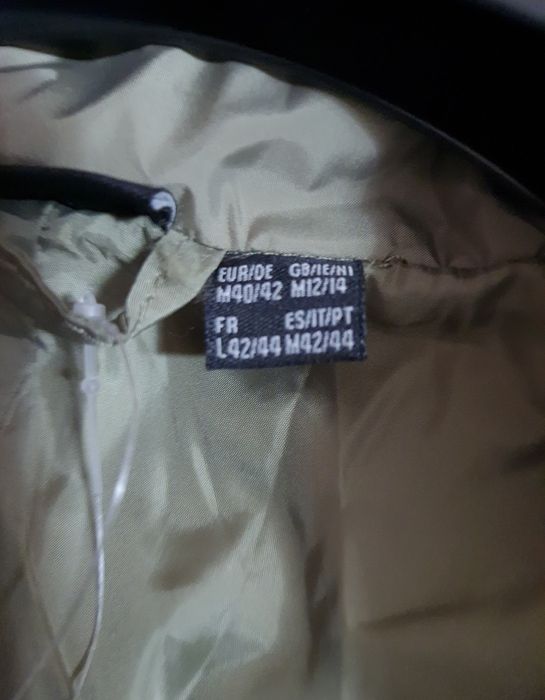 EUR/DE GB/IE/NI
M40/42 M12/14
FR ES/IT/PT
L42/44 M42/44